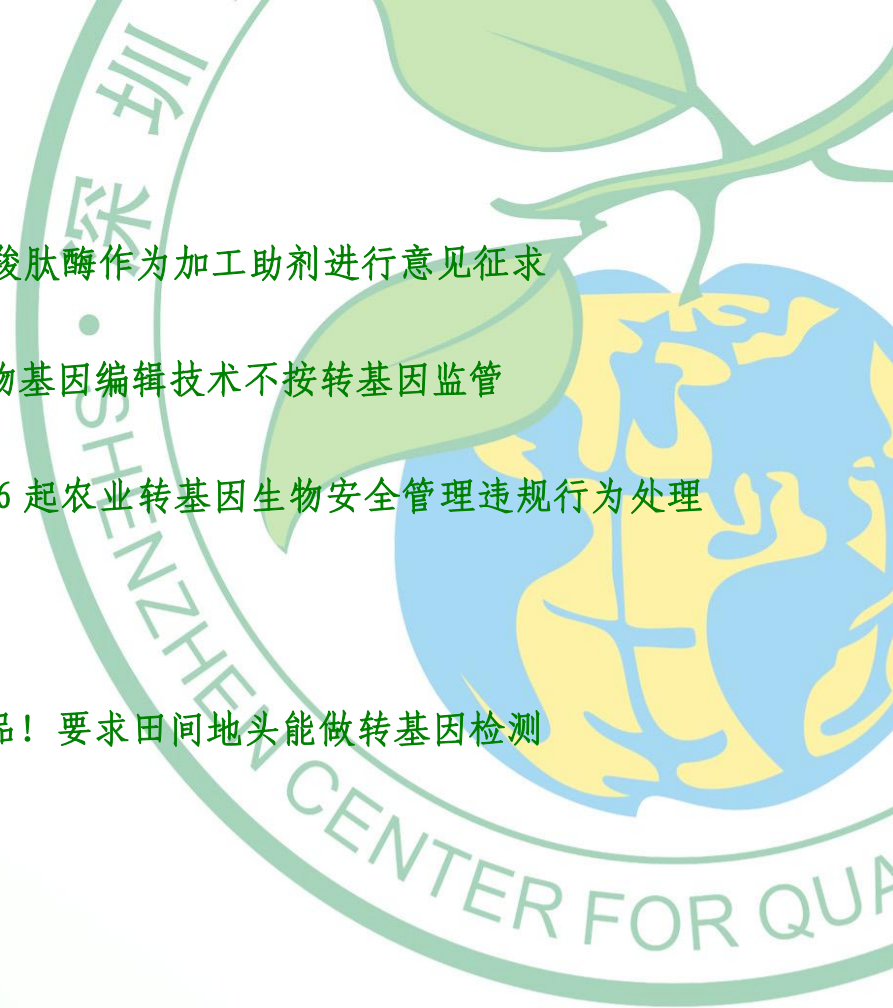 深圳
酸肽酶作为加工助剂进行意见征求
物基因编辑技术不按转基因监管
6 起农业转基因生物安全管理违规行为处理
品！要求田间地头能做转基因检测
SHENZHEN CENTER FOR QUA